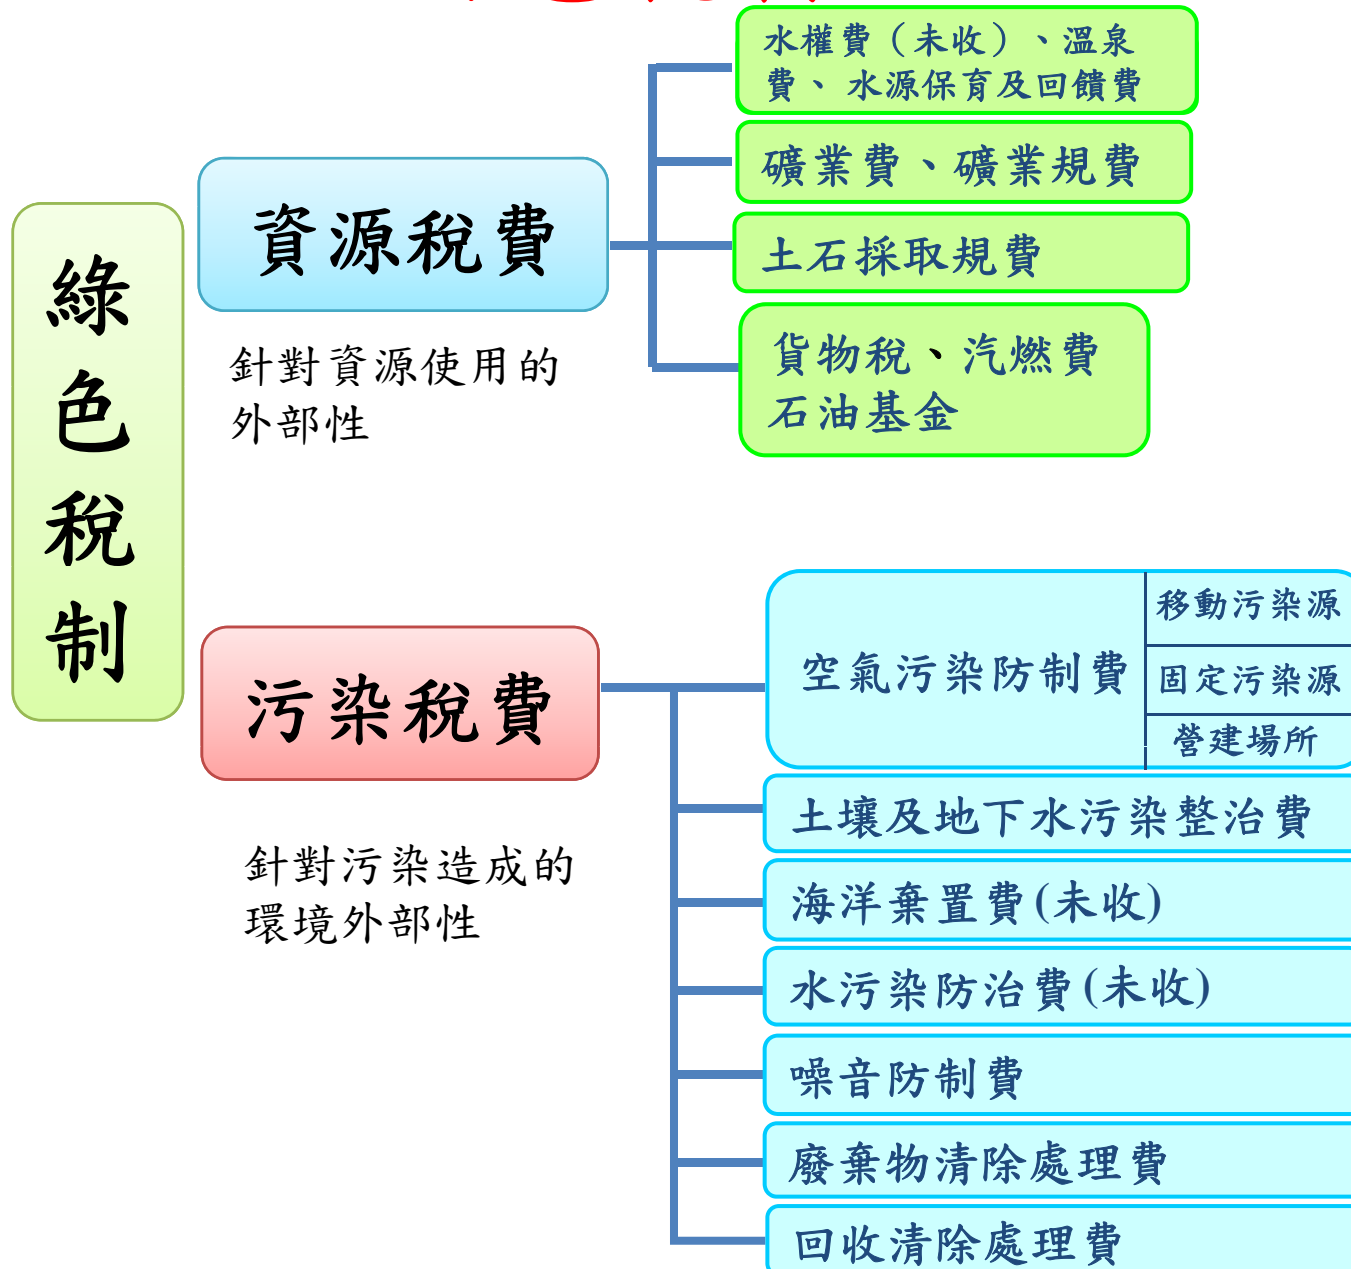 綠色稅制
資源稅費
針對資源使用的
外部性
水權費（未收）、溫泉
費、水源保育及回饋費
礦業費、礦業規費
土石採取規費
貨物稅、汽燃費
石油基金
污染稅費
針對污染造成的
環境外部性
空氣污染防制費
移動污染源
固定污染源
營建場所
土壤及地下水污染整治費
海洋棄置費(未收)
水污染防治費(未收)
噪音防制費
廢棄物清除處理費
回收清除處理費